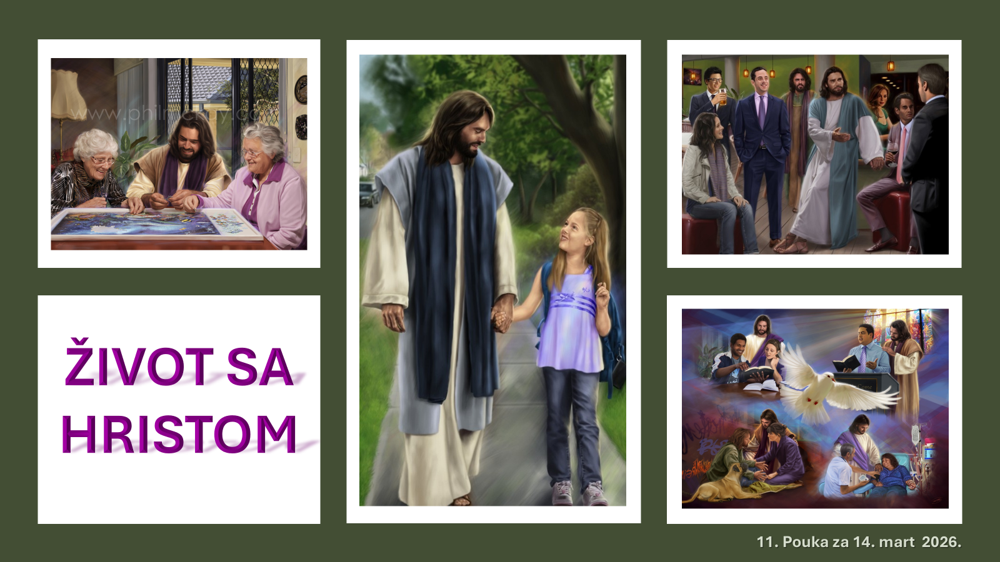 ŽIVOT SA
HRISTOM
11. Pouka za 14. mart 2026.